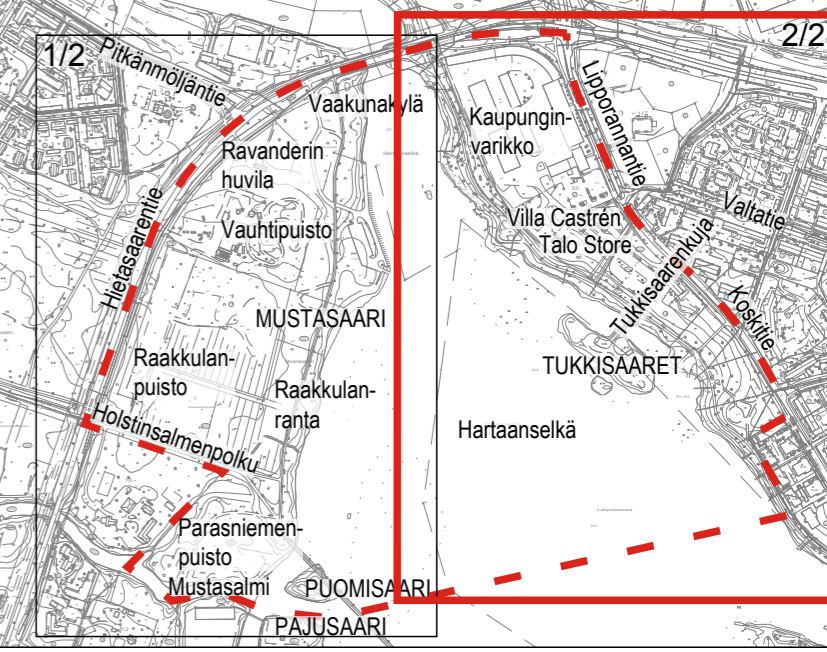 1/2
2/2
Pitkänmöljäntie
Vaakunakylä
Ravanderin
huvila
Vauhtipuisto
Hietasaarentie
MUSTASAARI
Raakkulan-
puisto
Raakkulan-
ranta
Holstinsalmenpolku
Parasniemen-
puisto
Mustasalmi
PUOMISAARI
PAJUSAARI
Kaupungin-
varikko
Lipporannantie
Villa Castrén
Talo Store
Valtatie
Tukkisaarenkuja
Koskitie
TUKKISAARET
Hartaanselkä